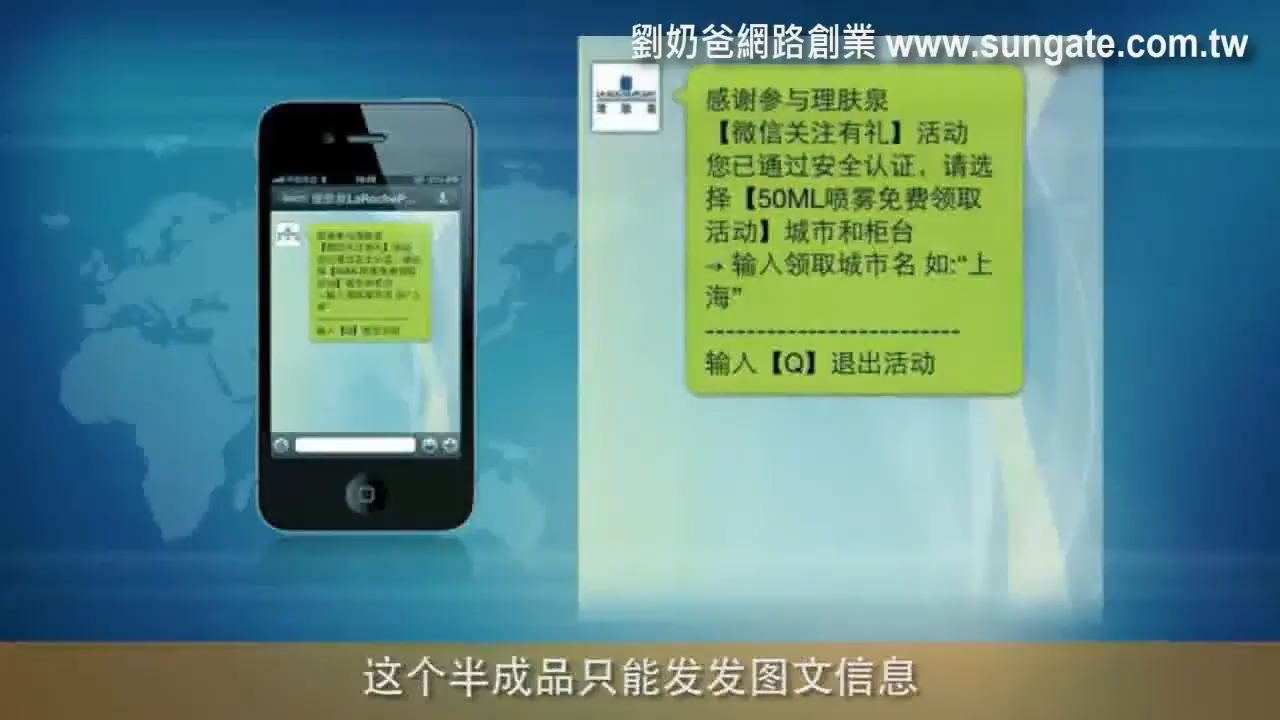 劉奶爸網路創業 www.sungate.com.tw
感谢参与理肤泉
【微信关注有礼】活动
您已通过安全认证，请选
择【50ML喷雾免费领取
活动】城市和柜台
→ 输入领取城市名 如:“上
海”
-------------------------
输入【Q】退出活动
这个半成品只能发发图文信息